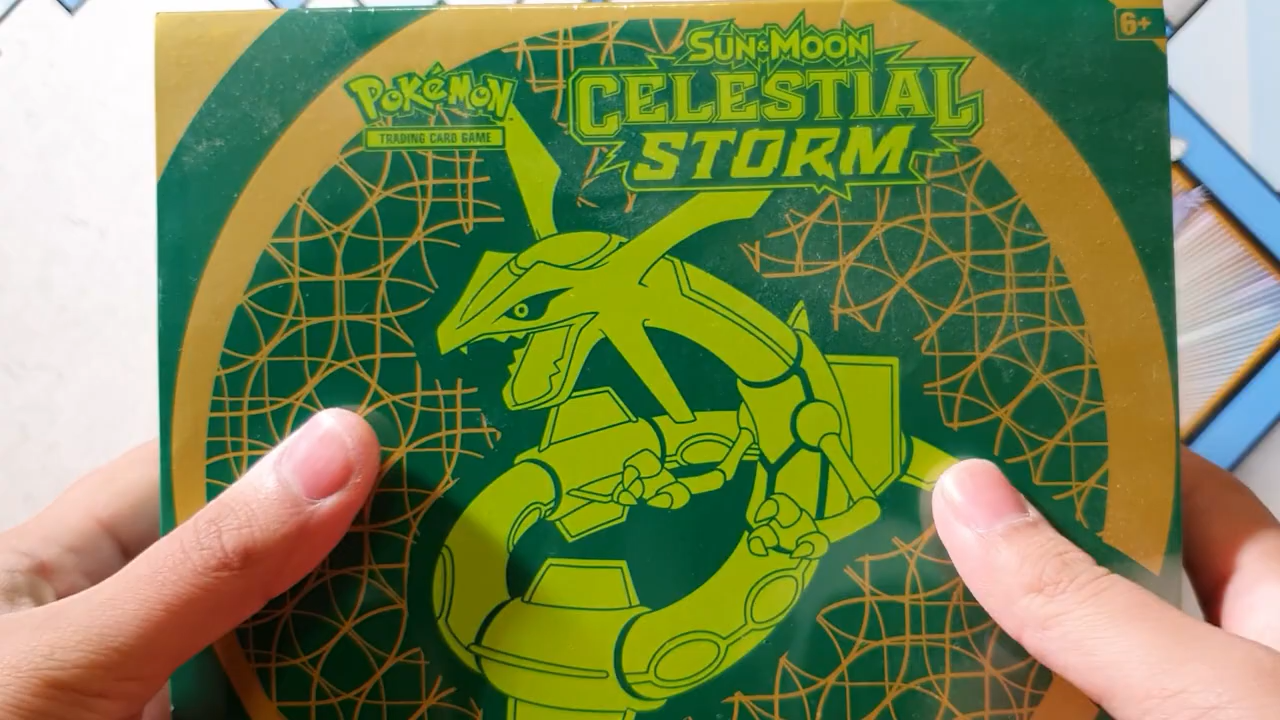 6+
SUN & MOON
POKéMON
CELESTIAL
TRADING CARD GAME
STORM